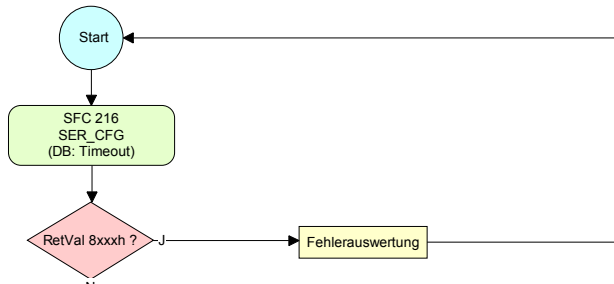 Start
SFC 216
SER_CFG
(DB: Timeout)
RetVal 8xxxh ?
J
Fehlerauswertung
N